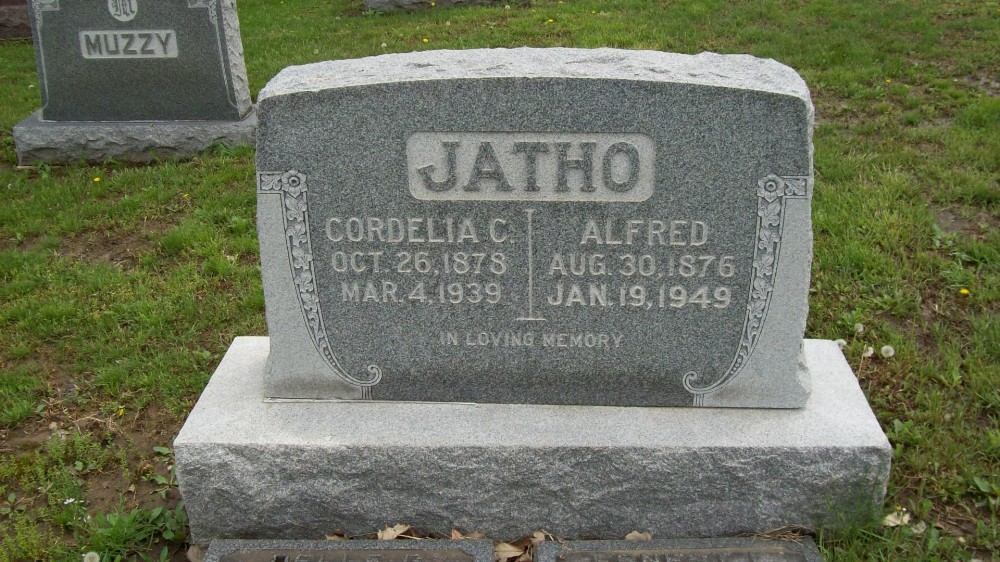 M
MUZZY
JATHO
CORDELIA C.
OCT. 26, 1878
MAR. 4, 1939
ALFRED
AUG. 30, 1876
JAN. 19, 1949
IN LOVING MEMORY